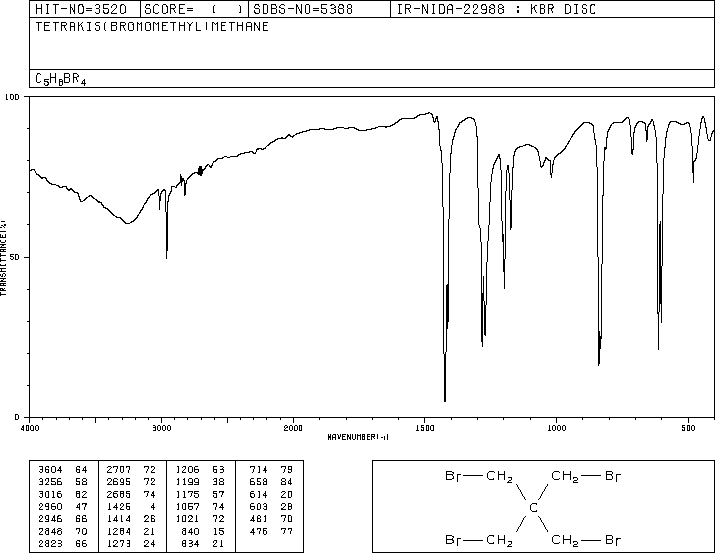 HIT-NO=3520 SCORE= ( ) SDBS-NO=5388 IR-NIDA-22988 : KBR DISC
TETRAKIS(BROMOMETHYL)METHANE
C5H8BR4
100
50
0
TRANSMITTANCE(%)
4000 3000 2000 1500 1000 500
WAVENUMBER(-1)
3604 64 2707 72 1206 63 714 79
3256 58 2695 72 1199 38 658 84
3016 62 2685 74 1175 57 614 20
2960 47 1426 4 1057 74 603 28
2946 66 1414 26 1021 72 481 70
2846 70 1284 21 840 15 476 77
2823 66 1273 24 834 21
Br CH2 CH2 Br
C
Br CH2 CH2 Br